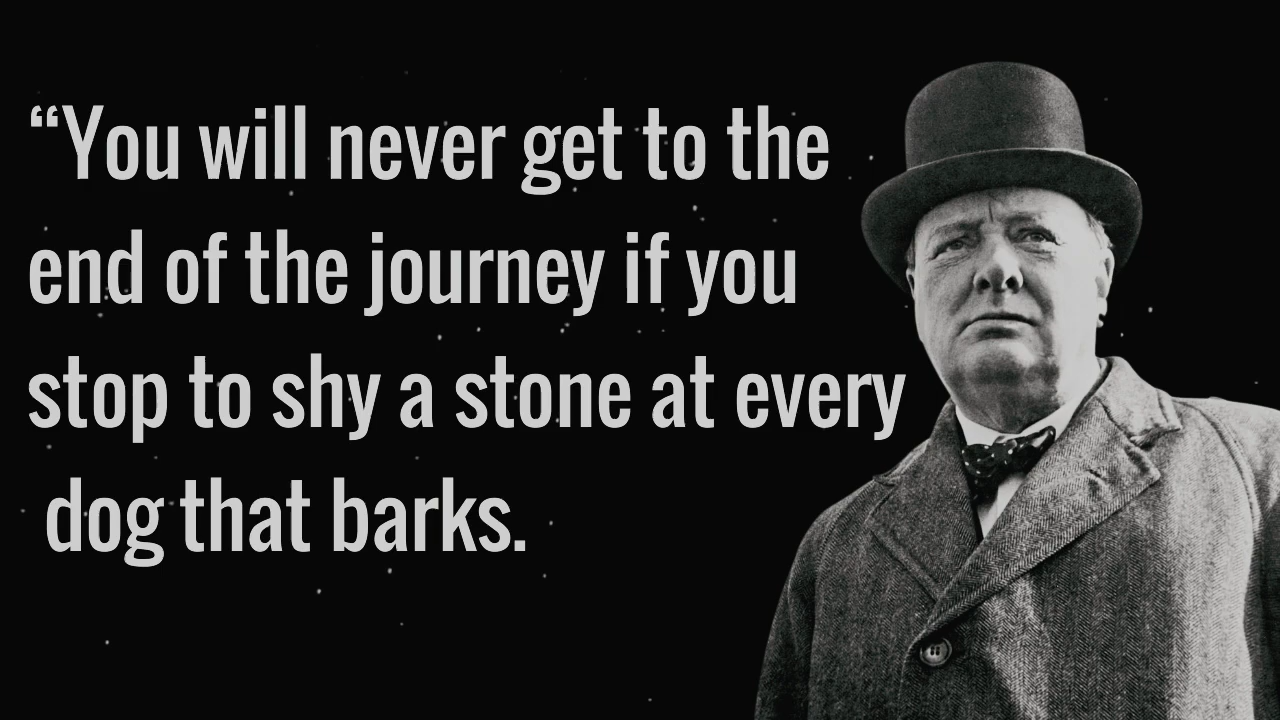 “You will never get to the
end of the journey if you
stop to shy a stone at every
dog that barks.